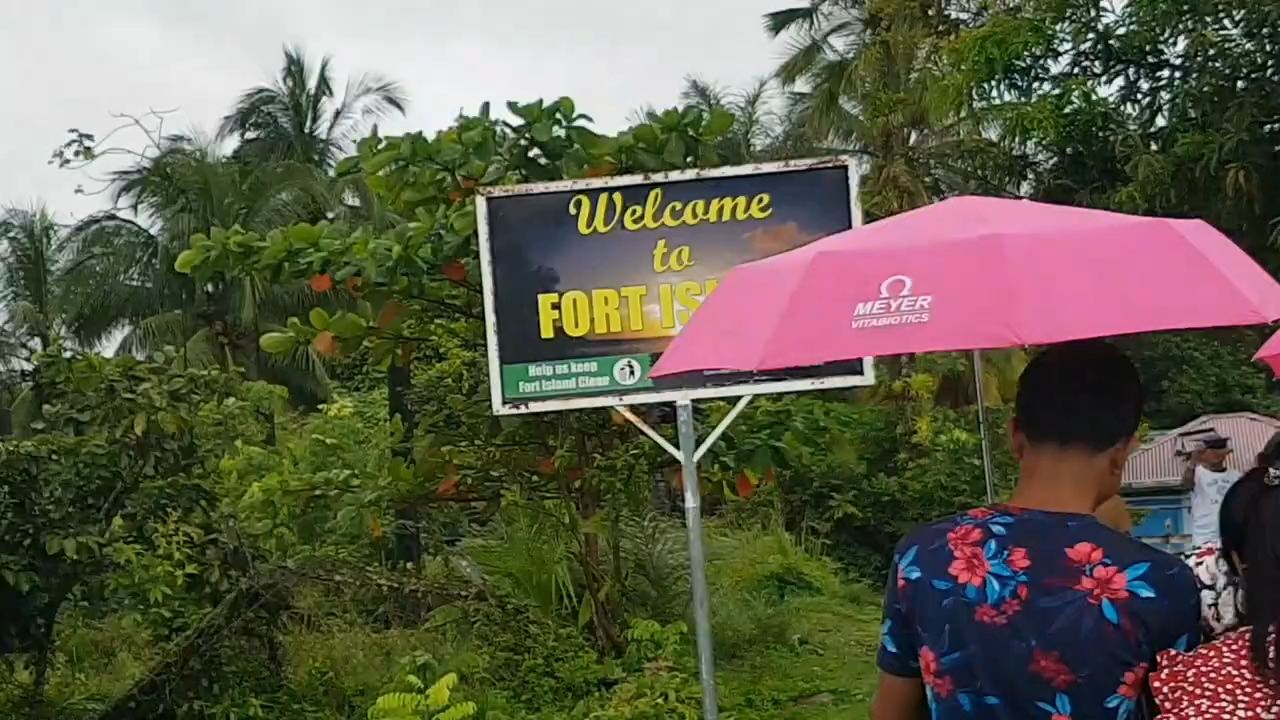 Welcome
to
FORT IS
Help us keep
Fort Island Clean
MEYER
VITABIOTICS